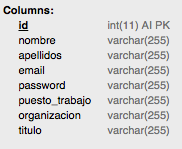 Columns:
id int(11) AI PK
nombre varchar(255)
apellidos varchar(255)
email varchar(255)
password varchar(255)
puesto_trabajo varchar(255)
organizacion varchar(255)
titulo varchar(255)